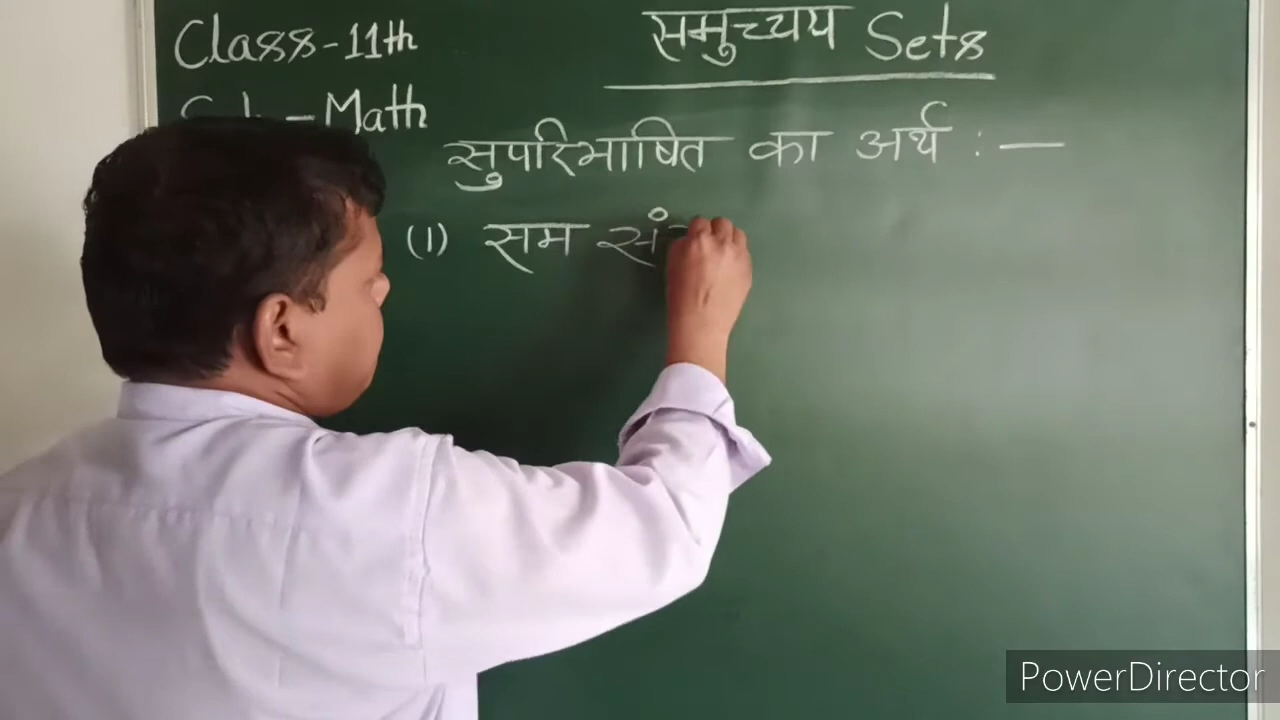 Class-11th
समुच्चय Sets
- Math
सुपरिभाषित का अर्थ :—
(1) सम
PowerDirector